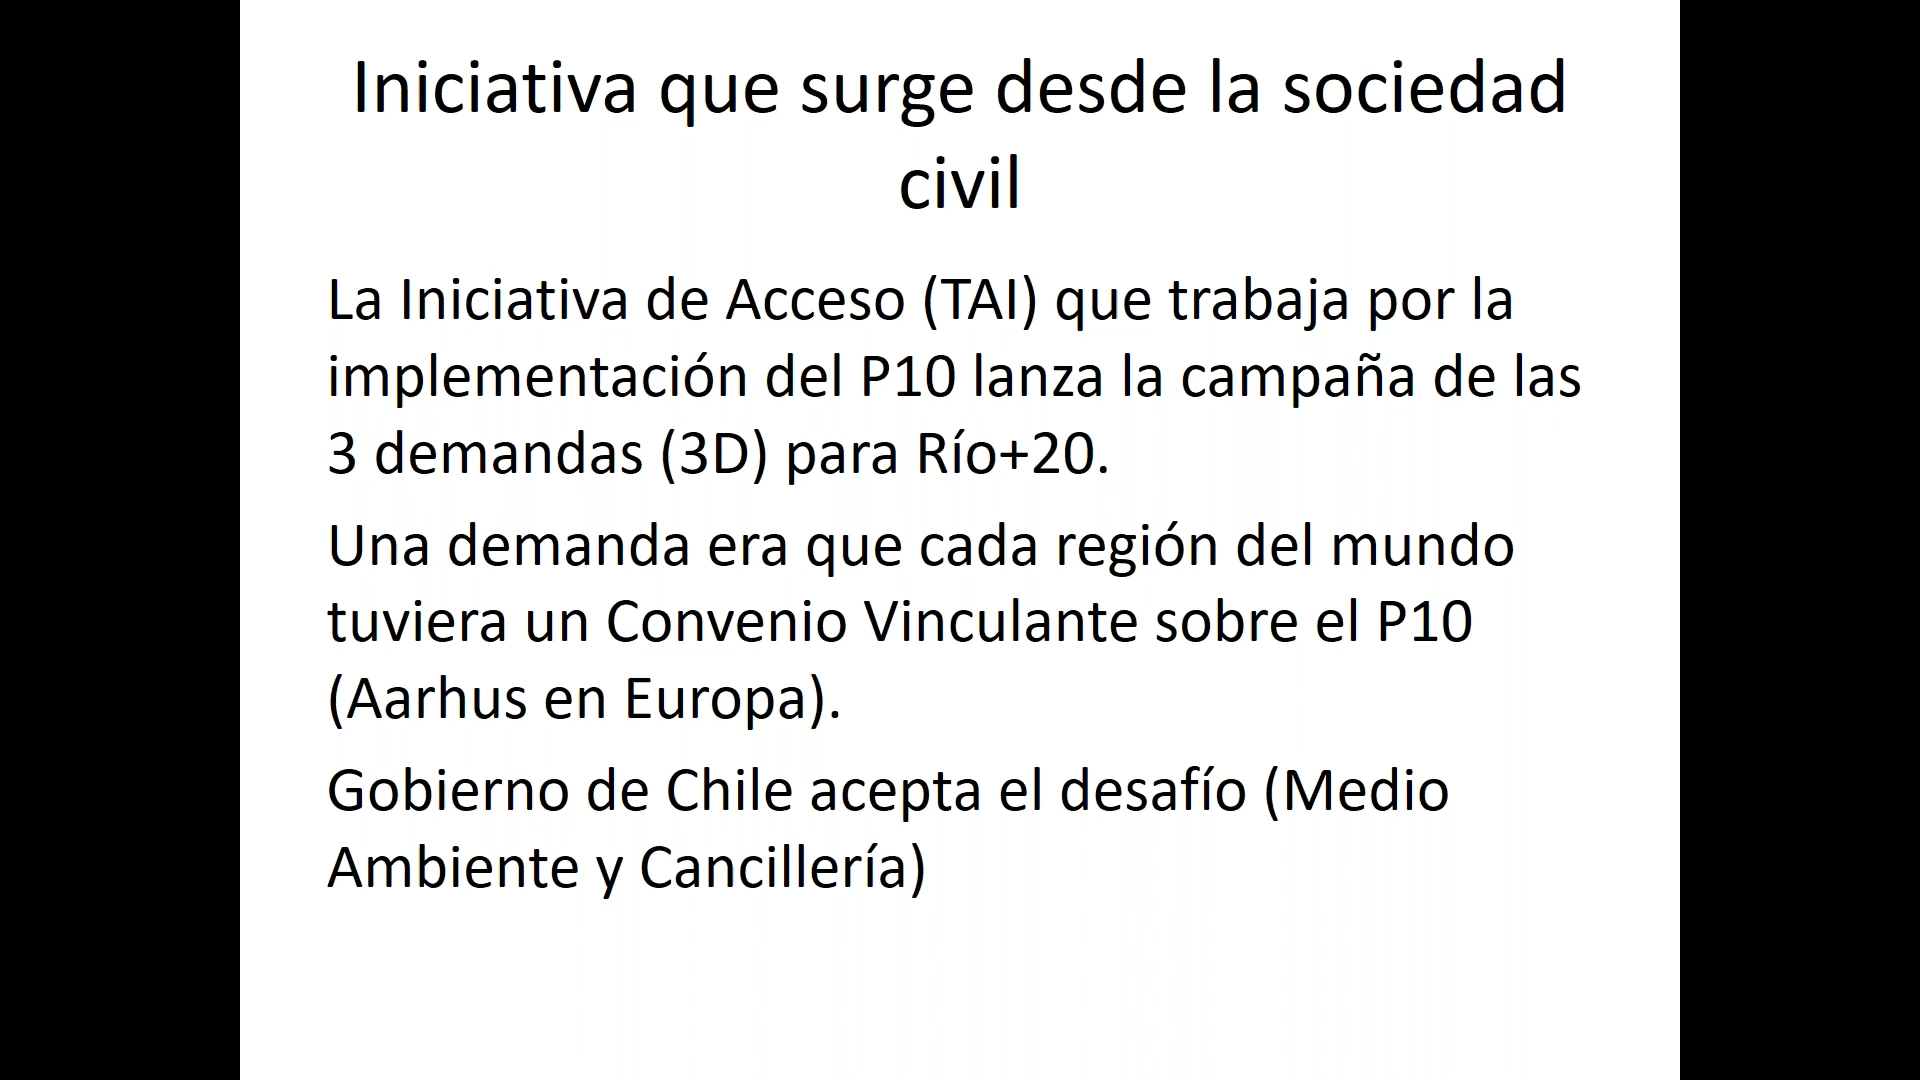 Iniciativa que surge desde la sociedad
civil
La Iniciativa de Acceso (TAI) que trabaja por la
implementación del P10 lanza la campaña de las
3 demandas (3D) para Río+20.
Una demanda era que cada región del mundo
tuviera un Convenio Vinculante sobre el P10
(Aarhus en Europa).
Gobierno de Chile acepta el desafío (Medio
Ambiente y Cancillería)